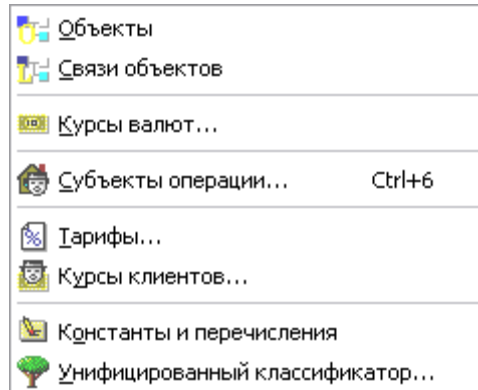 Объекты
Связи объектов
Курсы валют...
Субъекты операции... Ctrl+6
Тарифы...
Курсы клиентов...
Константы и перечисления
Унифицированный классификатор...